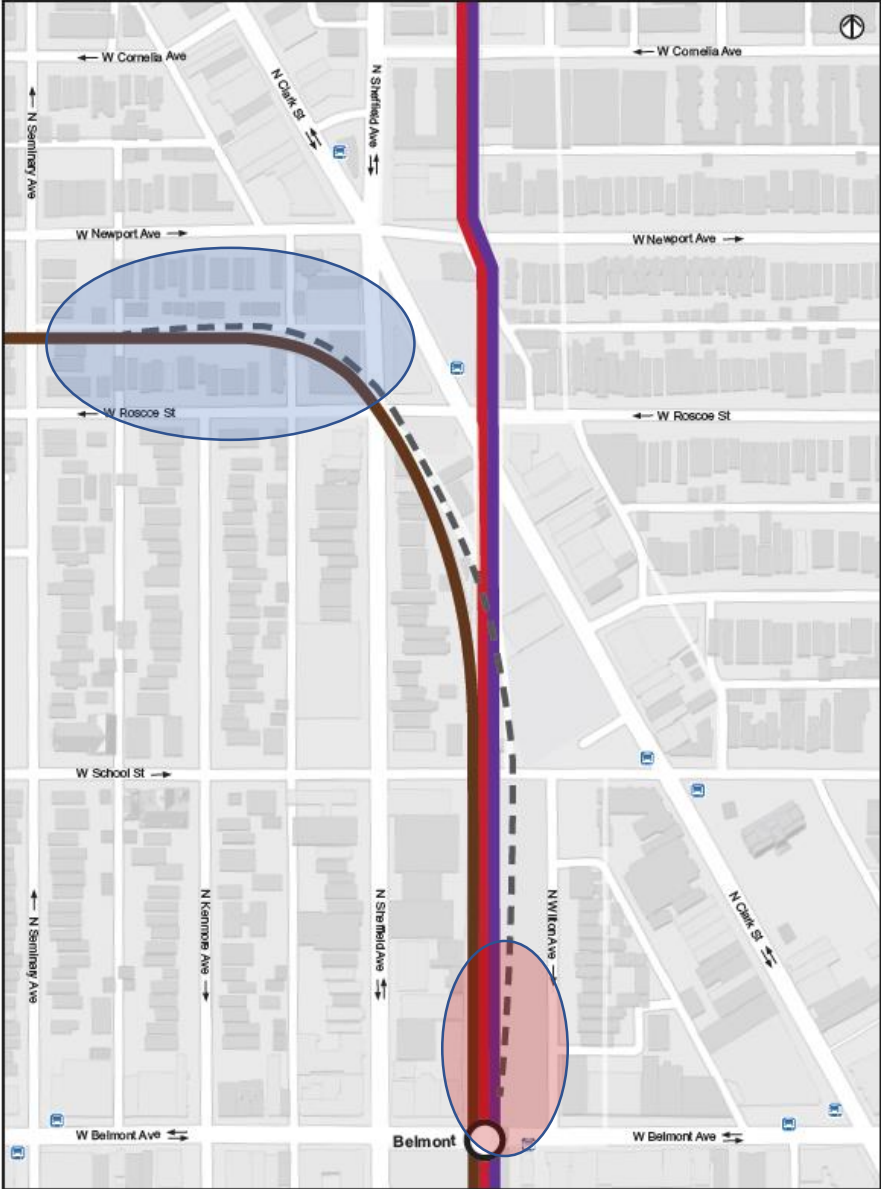 W Cornelia Ave
W Cornelia Ave
N Clark St
N Sheffield Ave
N Seminary Ave
W Newport Ave
W Newport Ave
W Roscoe St
W Roscoe St
W School St
N Seminary Ave
N Kenmore Ave
N Sheffield Ave
N Wilton Ave
N Clark St
W Belmont Ave
Belmont
W Belmont Ave